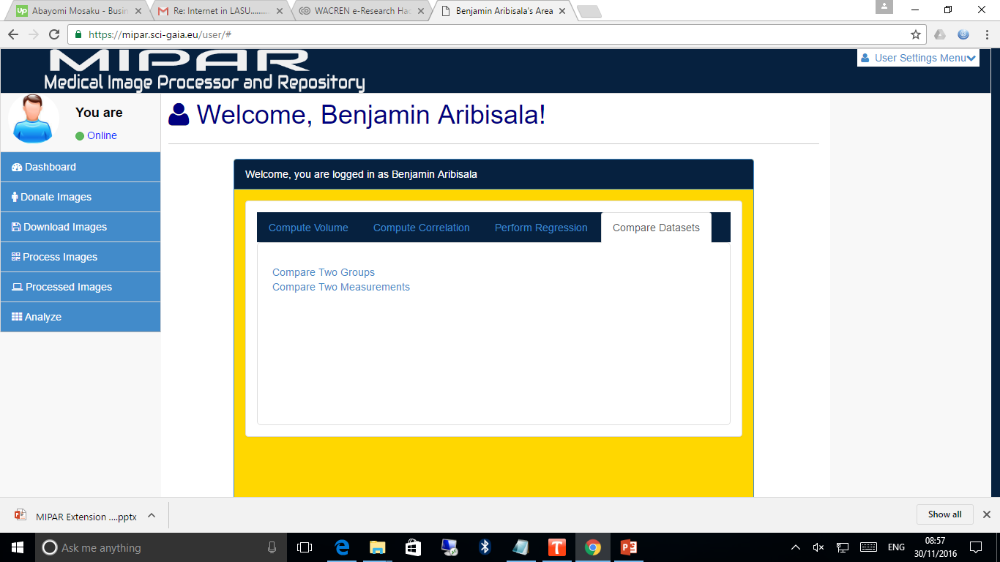 Abayomi Mosaku - Busin
Re: Internet in LASU.........
WACREN e-Research Hac
Benjamin Aribisala's Area
https://mipar.sci-gaia.eu/user/#
MIPAR
Medical Image Processor and Repository
User Settings Menu
You are
Online
Welcome, Benjamin Aribisala!
Dashboard
Donate Images
Download Images
Process Images
Processed Images
Analyze
Welcome, you are logged in as Benjamin Aribisala
Compute Volume
Compute Correlation
Perform Regression
Compare Datasets
Compare Two Groups
Compare Two Measurements
MIPAR Extension ....pptx
Show all
Ask me anything
ENG
08:57
30/11/2016